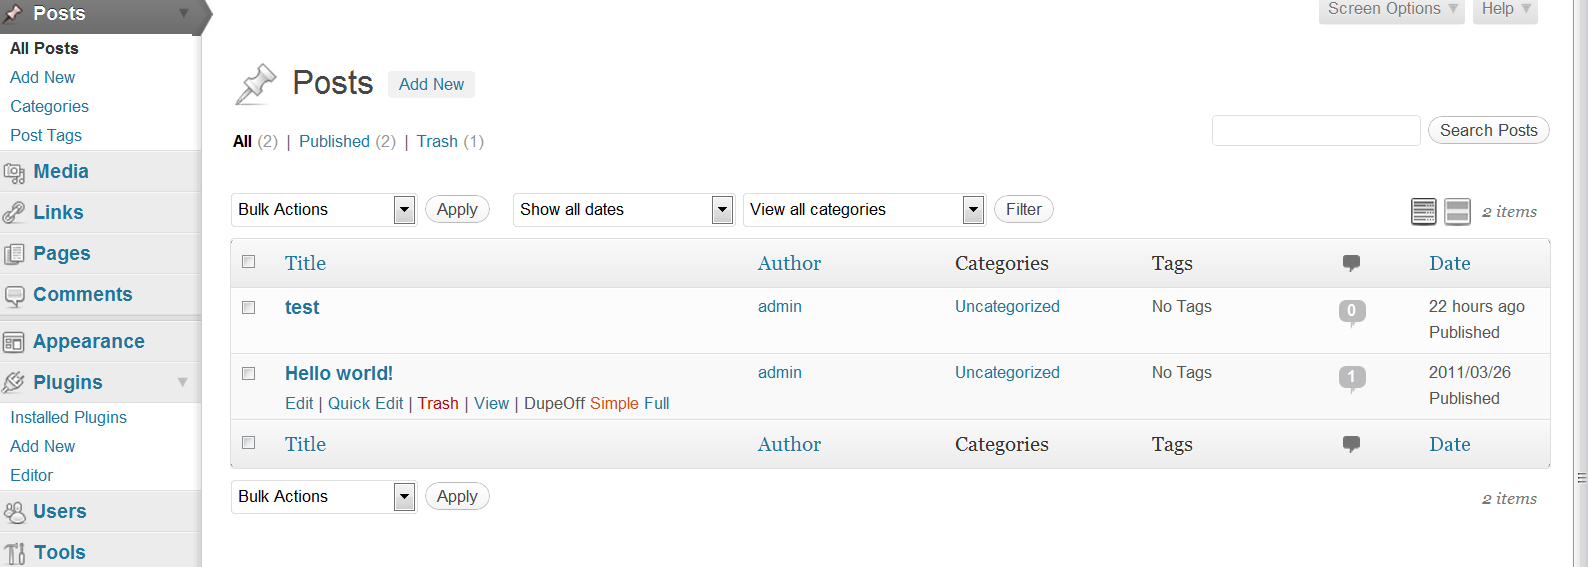 Posts
All Posts
Add New
Categories
Post Tags
Media
Links
Pages
Comments
Appearance
Plugins
Installed Plugins
Add New
Editor
Users
Tools
Screen Options Help
Posts Add New
All (2) | Published (2) | Trash (1)
Search Posts
Bulk Actions Apply Show all dates View all categories Filter 2 items
Title Author Categories Tags Date
test admin Uncategorized No Tags 0 22 hours ago
Published
Hello world! admin Uncategorized No Tags 1 2011/03/26
Published
Edit | Quick Edit | Trash | View | DupeOff Simple Full
Title Author Categories Tags Date
Bulk Actions Apply 2 items